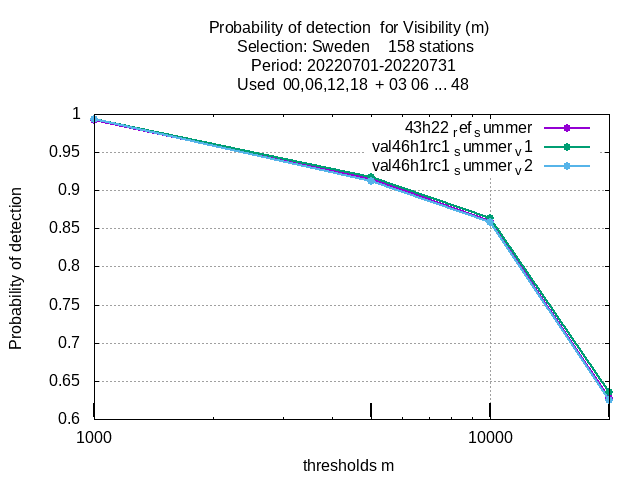 Probability of detection  for Visibility (m)
Selection: Sweden    158 stations
Period: 20220701-20220731
Used  00,06,12,18  + 03 06 ... 48
43h22 ref summer
val46h1rc1 summer v1
val46h1rc1 summer v2
1
0.95
0.9
0.85
0.8
0.75
0.7
0.65
0.6
Probability of detection
1000
10000
thresholds m